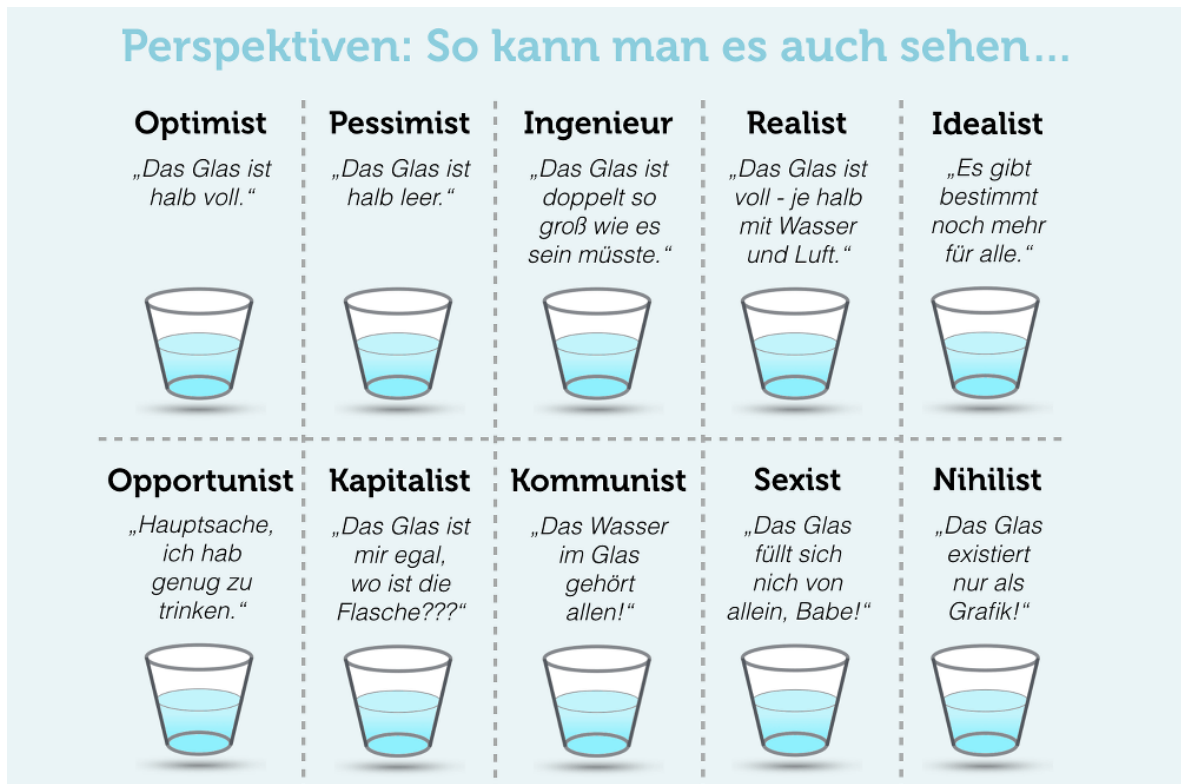 Perspektiven: So kann man es auch sehen...
Optimist
„Das Glas ist
halb voll.“
Pessimist
„Das Glas ist
halb leer.“
Ingenieur
„Das Glas ist
doppelt so
groß wie es
sein müsste.“
Realist
„Das Glas ist
voll - je halb
mit Wasser
und Luft.“
Idealist
„Es gibt
bestimmt
noch mehr
für alle.“
Opportunist
„Hauptsache,
ich hab
genug zu
trinken.“
Kapitalist
„Das Glas ist
mir egal,
wo ist die
Flasche???“
Kommunist
„Das Wasser
im Glas
gehört
allen!“
Sexist
„Das Glas
füllt sich
nich von
allein, Babe!“
Nihilist
„Das Glas
existiert
nur als
Grafik!“